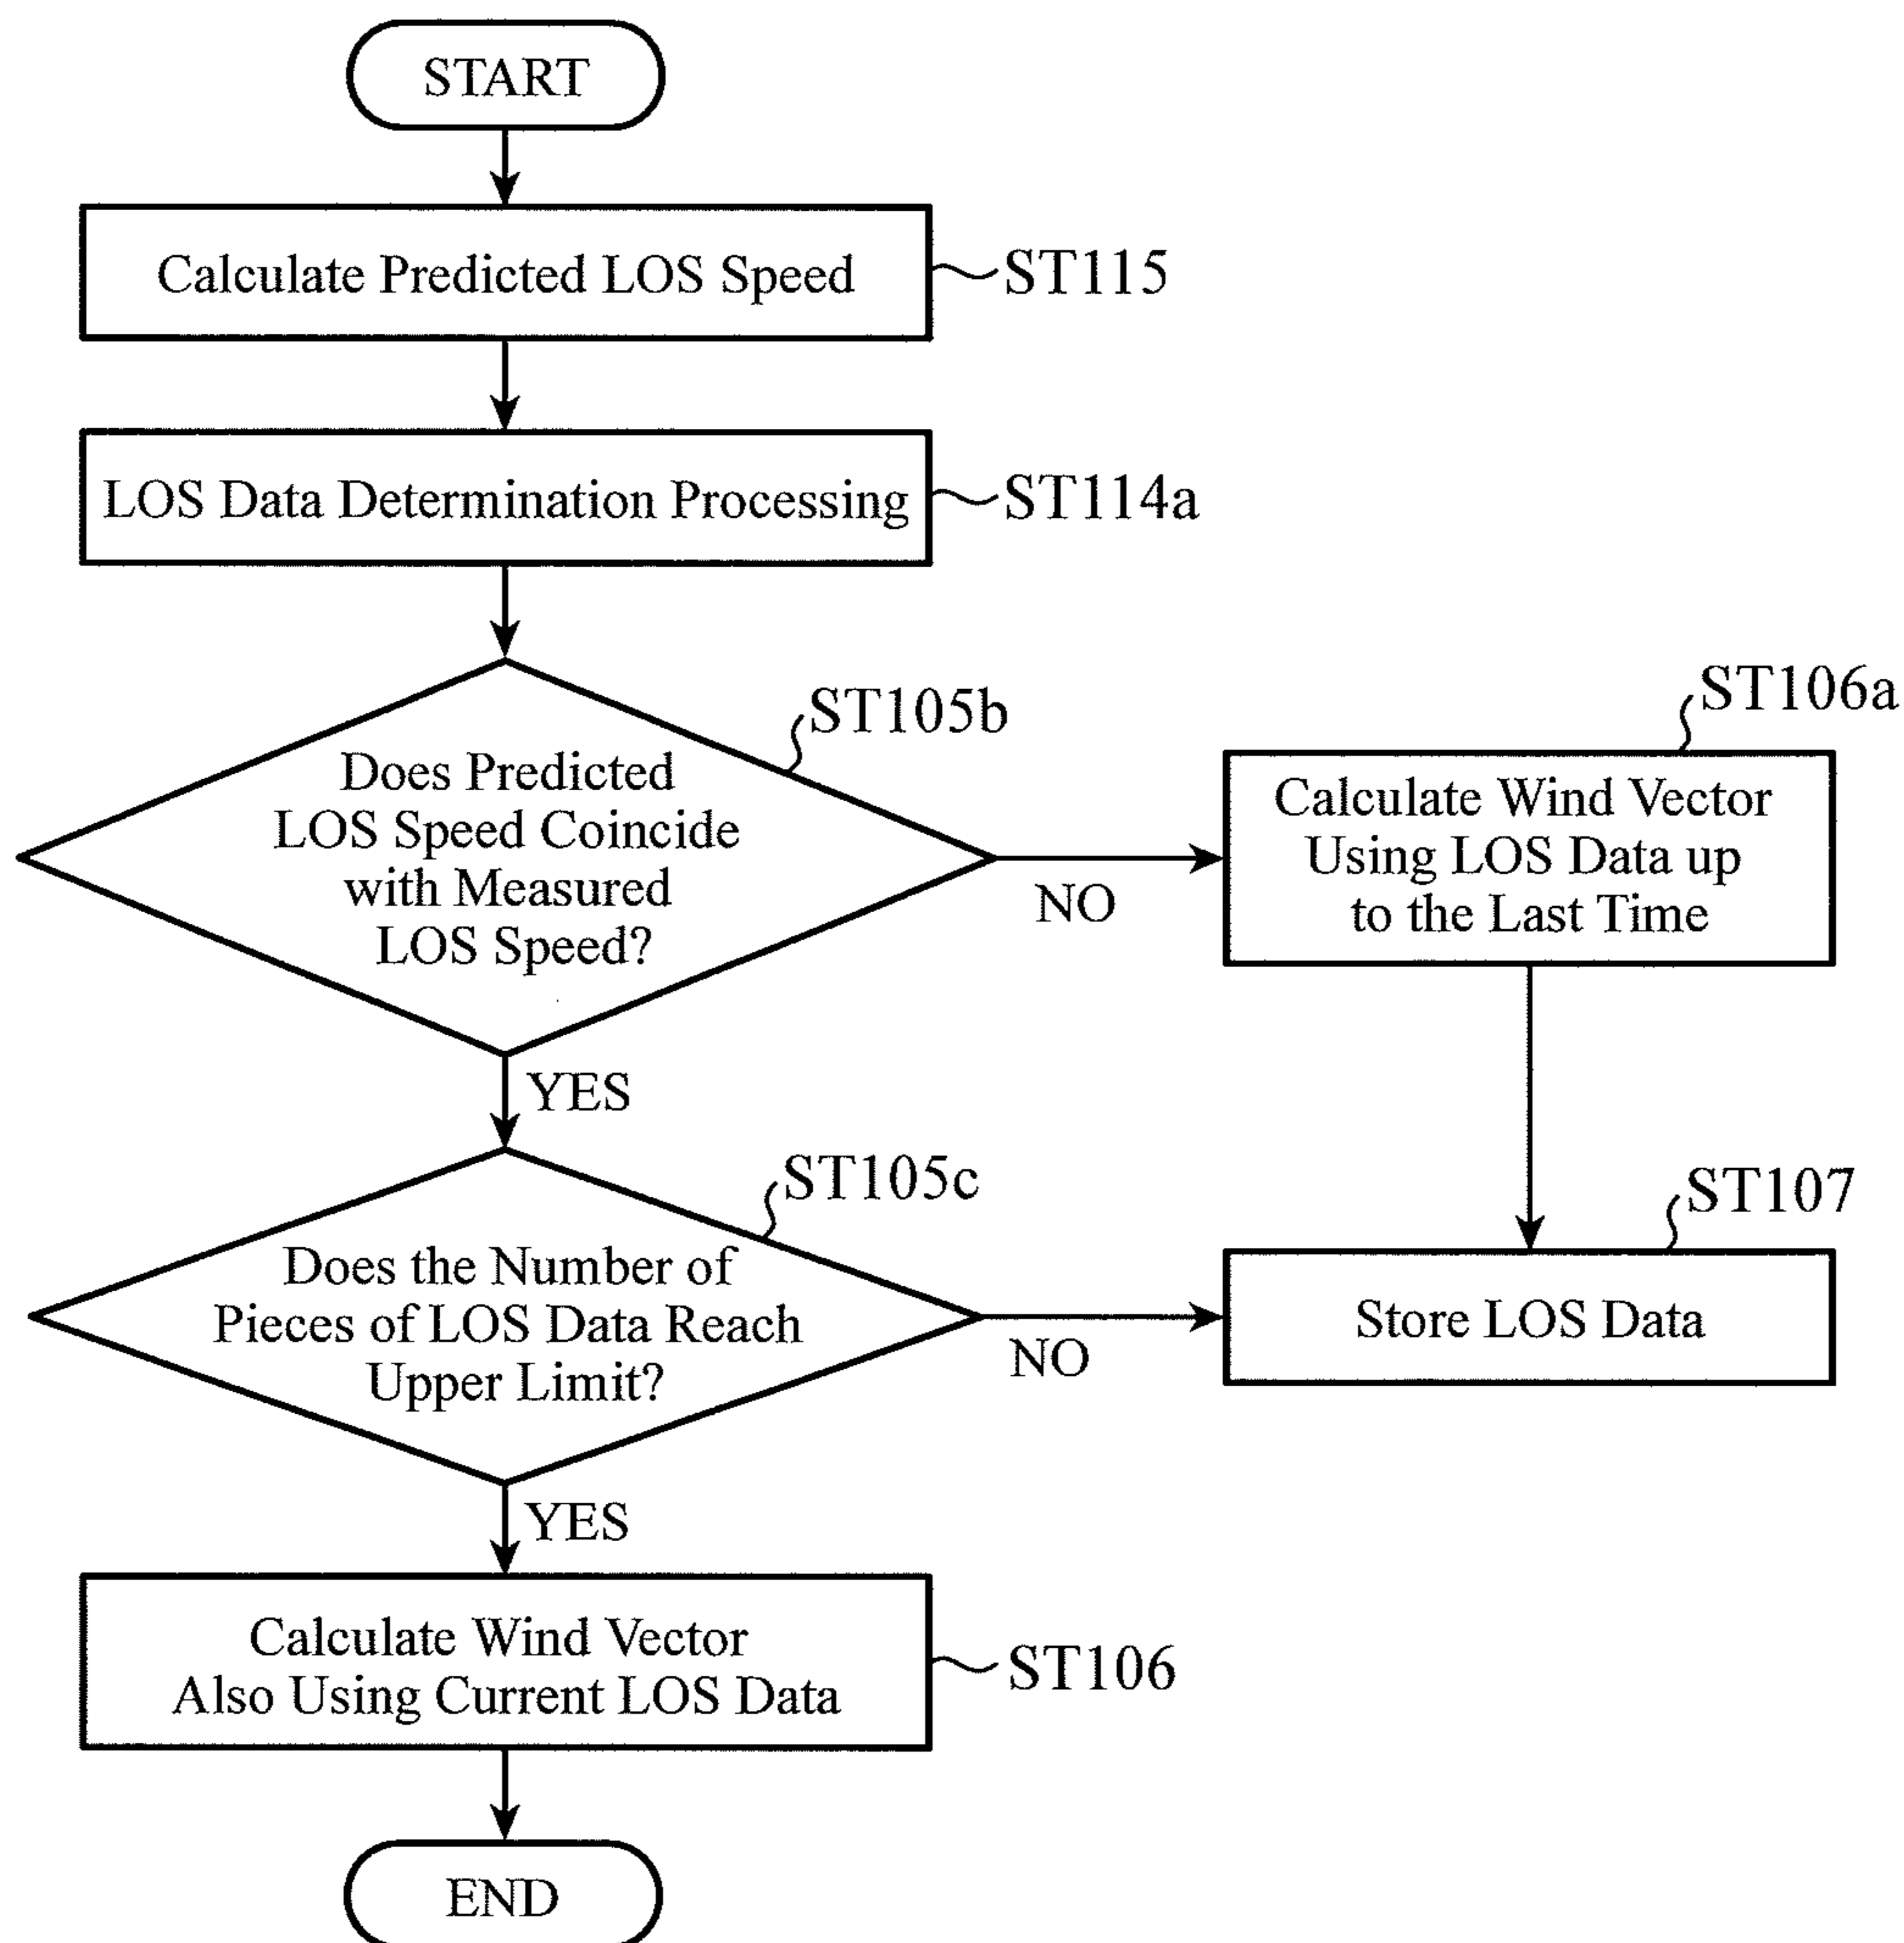 START
Calculate Predicted LOS Speed
ST115
LOS Data Determination Processing
ST114a
ST105b
Does Predicted
LOS Speed Coincide
with Measured
LOS Speed?
NO
ST106a
Calculate Wind Vector
Using LOS Data up
to the Last Time
YES
ST105c
Does the Number of
Pieces of LOS Data Reach
Upper Limit?
NO
ST107
Store LOS Data
YES
Calculate Wind Vector
Also Using Current LOS Data
ST106
END